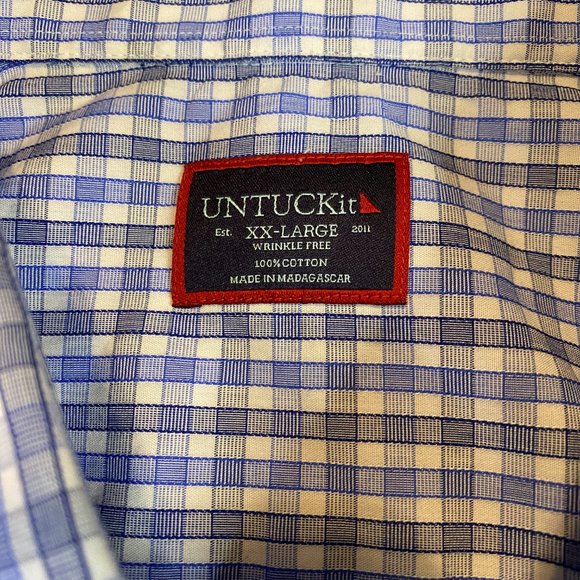 UNTUCKit
Est. XX-LARGE 2011
WRINKLE FREE
100% COTTON
MADE IN MADAGASCAR